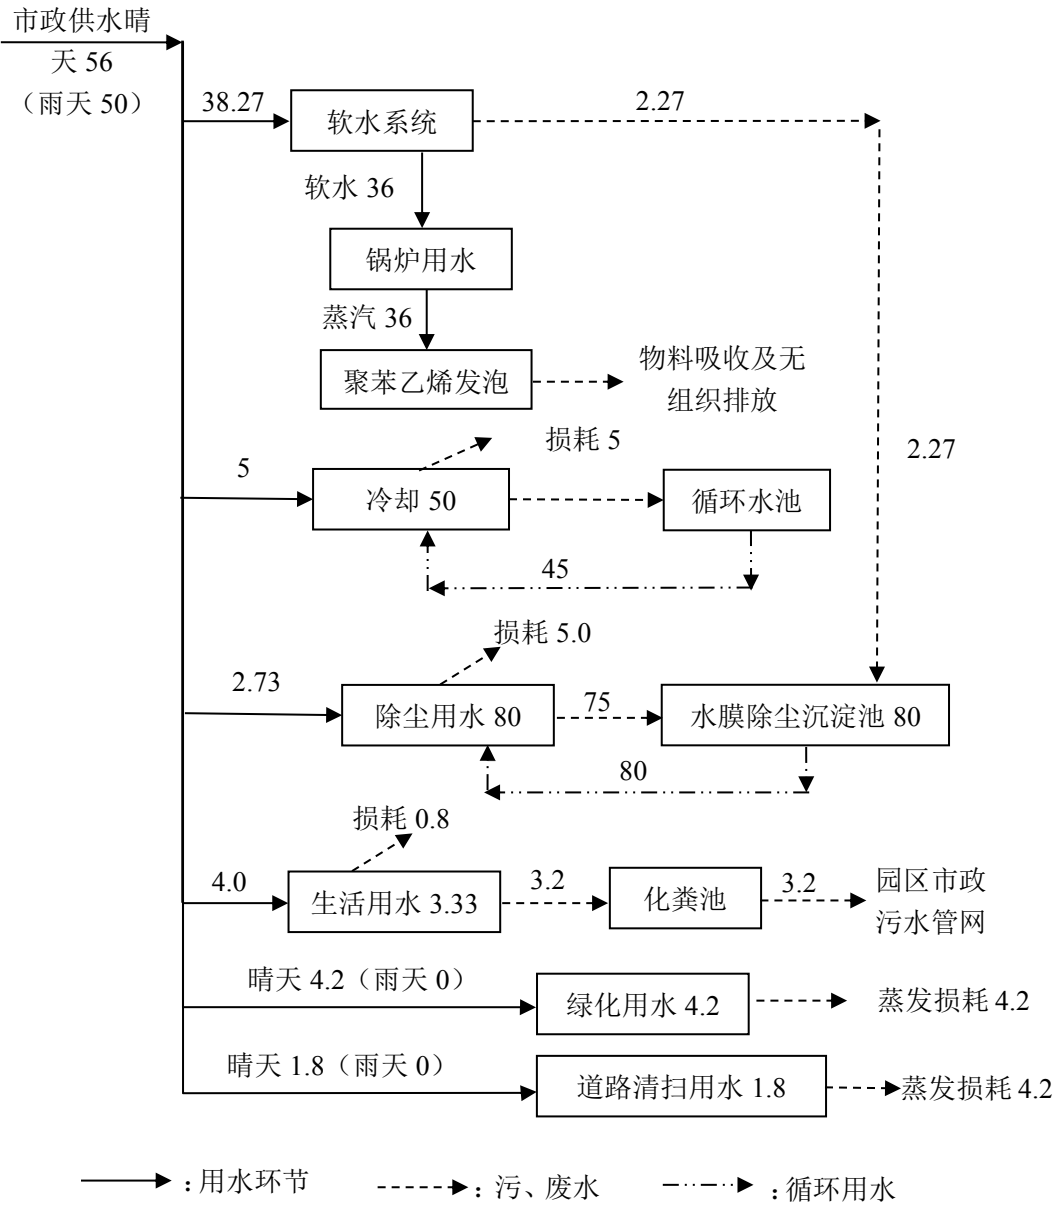 市政供水晴
天 56
（雨天 50）
38.27
软水系统
2.27
软水 36
锅炉用水
蒸汽 36
聚苯乙烯发泡
物料吸收及无
组织排放
2.27
5
损耗 5
冷却 50
循环水池
45
损耗 5.0
2.73
除尘用水 80
75
水膜除尘沉淀池 80
80
损耗 0.8
4.0
生活用水 3.33
3.2
化粪池
3.2
园区市政
污水管网
晴天 4.2（雨天 0）
绿化用水 4.2
蒸发损耗 4.2
晴天 1.8（雨天 0）
道路清扫用水 1.8
蒸发损耗 4.2
：用水环节
：污、废水
：循环用水